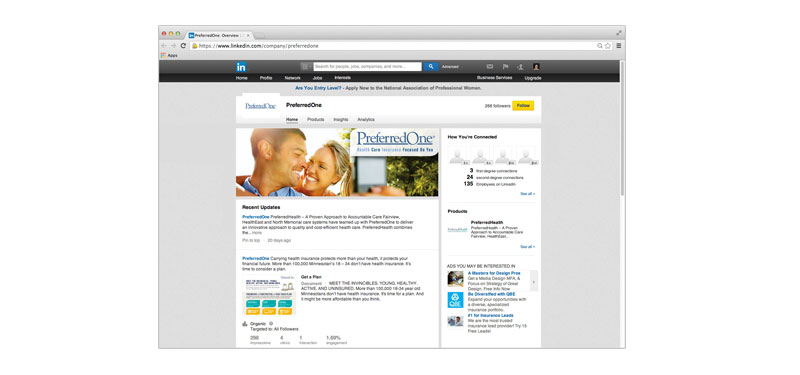 PreferredOne: Overview
https://www.linkedin.com/company/preferredone
Apps
in
Search for people, jobs, companies, and more...
Advanced
Home Profile Network Jobs Interests
Business Services Upgrade
Are You Entry Level? - Apply Now to the National Association of Professional Women.
PreferredOne
PreferredOne
258 followers
Follow
Home Products Insights Analytics
PreferredOne®
Health Care Insurance Focused On You
Recent Updates
PreferredOne PreferredHealth – A Proven Approach to Accountable Care Fairview,
HealthEast and North Memorial care systems have teamed up with PreferredOne to deliver
an innovative approach to quality and cost-efficient health care. PreferredHealth combines
the...more
Pin to top · 20 days ago
PreferredOne Carrying health insurance protects more than your health, it protects your
financial future. More than 100,000 Minnesotan's 18 – 34 don't have health insurance. It's
time to consider a plan.
Get a Plan
Document MEET THE INVINCIBLES: YOUNG, HEALTHY,
ACTIVE, AND UNINSURED. More than 100,000 18-34 year old
Minnesotans don't have health insurance. It's time for a plan. And
it might be more affordable than you think.
Organic
Targeted to: All Followers
298 4 1 1.69%
impressions clicks interaction engagement
How You're Connected
3 first-degree connections
24 second-degree connections
135 Employees on LinkedIn
See all »
Products
PreferredHealth
PreferredHealth – A Proven
Approach to Accountable Care
Fairview, HealthEast...
See all »
ADS YOU MAY BE INTERESTED IN
A Masters for Design Pros
Get a Media Design MFA, &
Focus on Strategy of Great
Design. Free Info Now
Be Diversified with QBE
Expand your opportunities with
a diverse, specialized
insurance portfolio.
#1 for Insurance Leads
We are the most trusted
insurance lead provider! Try 15
Free Leads!